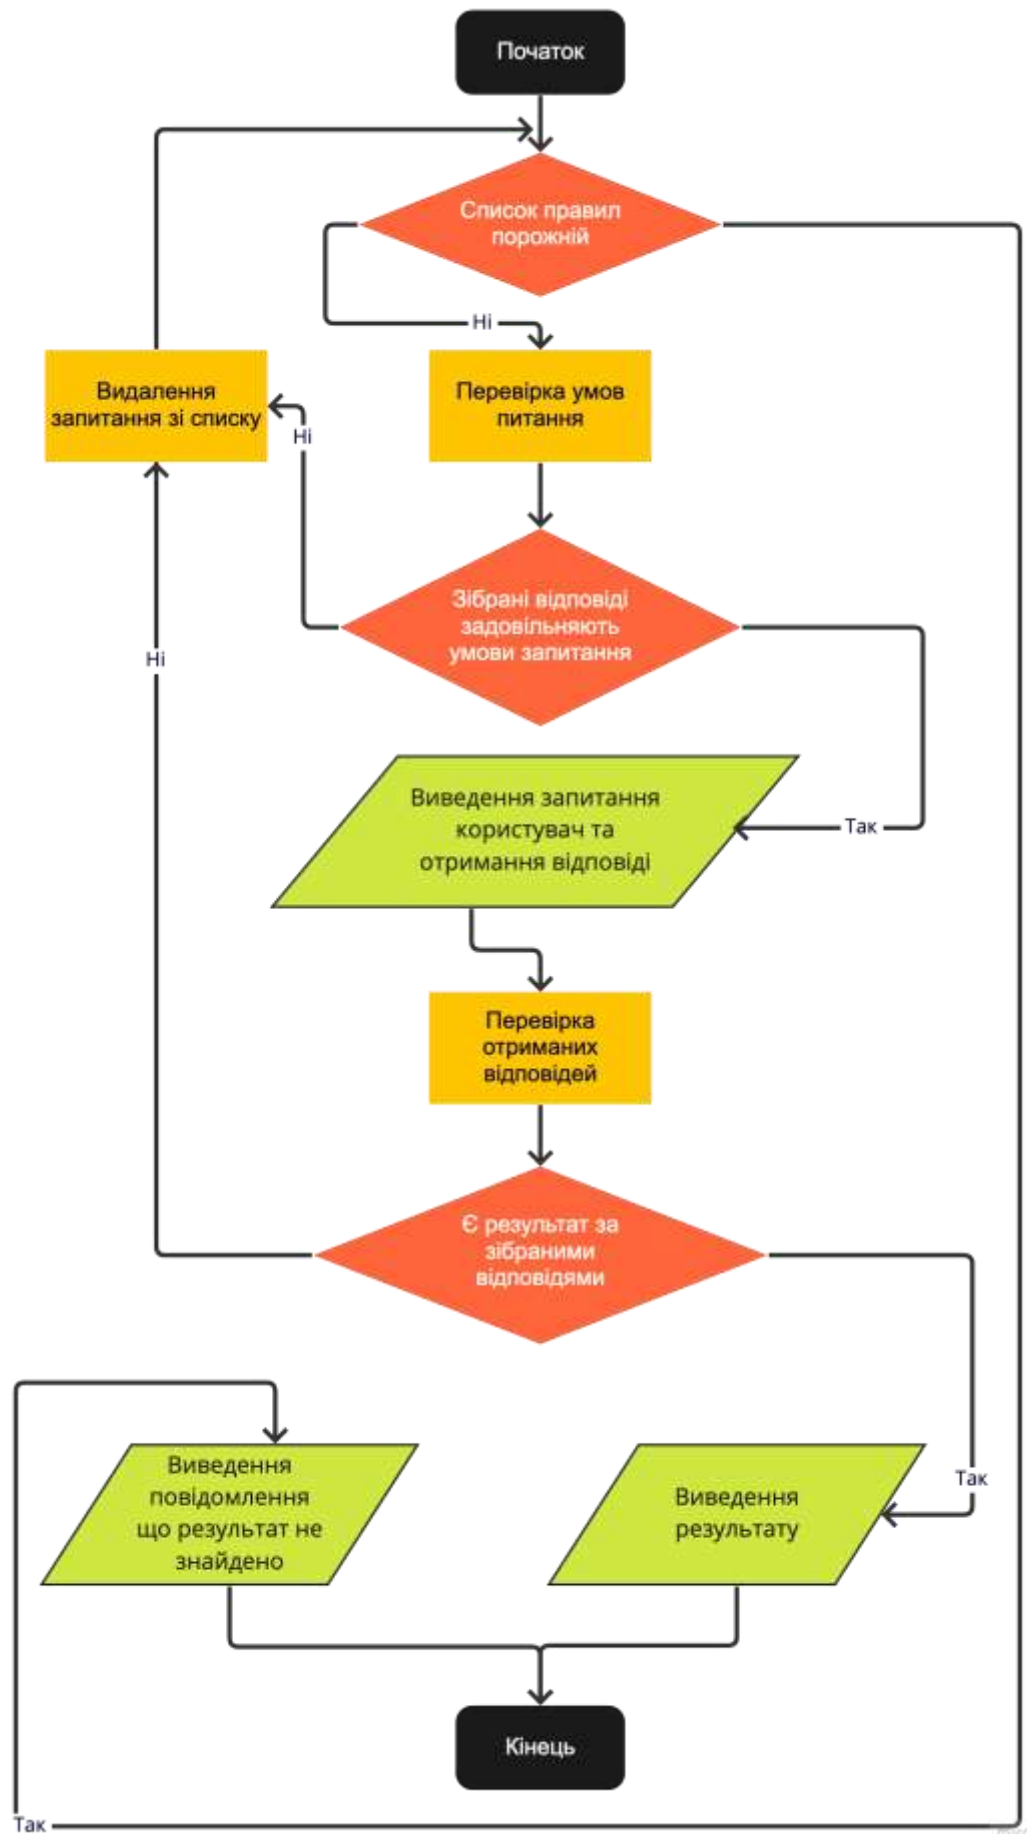 Початок
Список правил
порожній
Ні
Видалення
запитання зі списку
Перевірка умов
питання
Ні
Зібрані відповіді
задовільняють
умови запитання
Ні
Виведення запитання
користувач та
отримання відповіді
Так
Перевірка
отриманих
відповідей
Є результат за
зібраними
відповідями
Виведення
повідомлення
що результат не
знайдено
Виведення
результату
Так
Кінець
Так